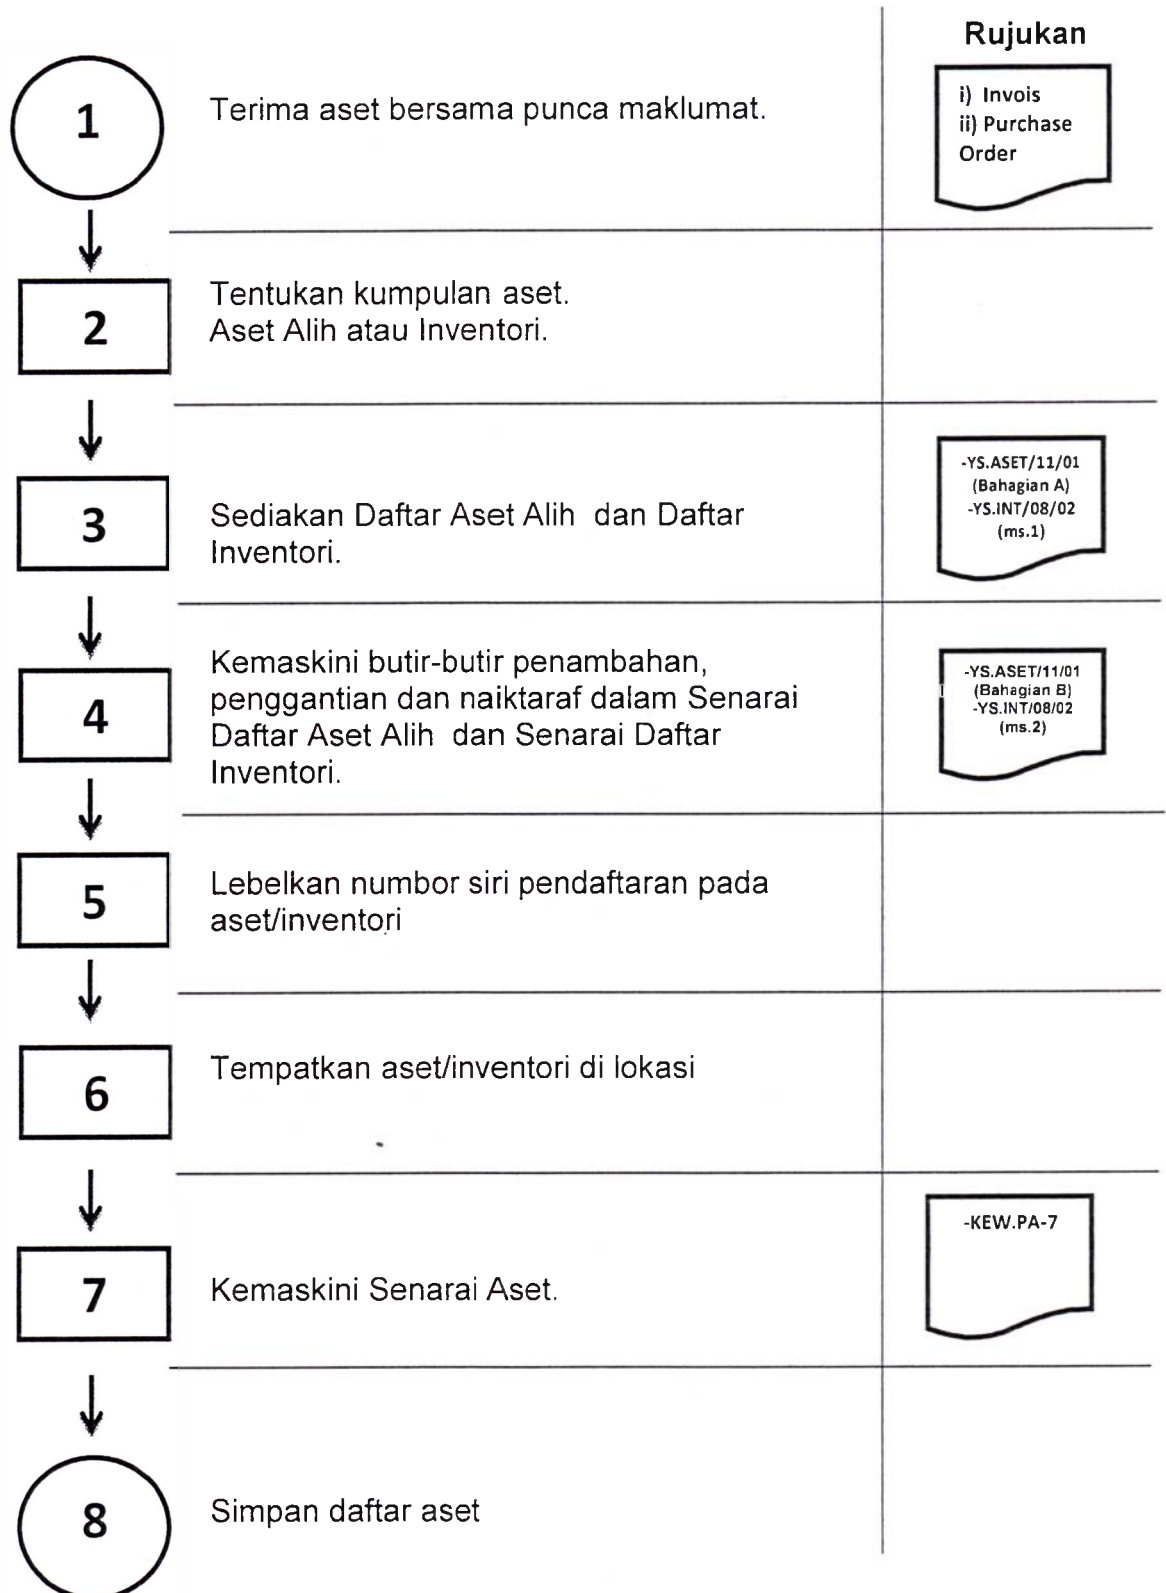 Rujukan
1
Terima aset bersama punca maklumat.
i) Invois
ii) Purchase
Order
2
Tentukan kumpulan aset.
Aset Alih atau Inventori.
3
Sediakan Daftar Aset Alih dan Daftar
Inventori.
-YS.ASET/11/01
(Bahagian A)
-YS.INT/08/02
(ms.1)
4
Kemaskini butir-butir penambahan,
penggantian dan naiktaraf dalam Senarai
Daftar Aset Alih dan Senarai Daftar
Inventori.
-YS.ASET/11/01
(Bahagian B)
-YS.INT/08/02
(ms.2)
5
Lebelkan numbor siri pendaftaran pada
aset/inventori
6
Tempatkan aset/inventori di lokasi
7
Kemaskini Senarai Aset.
-KEW.PA-7
8
Simpan daftar aset